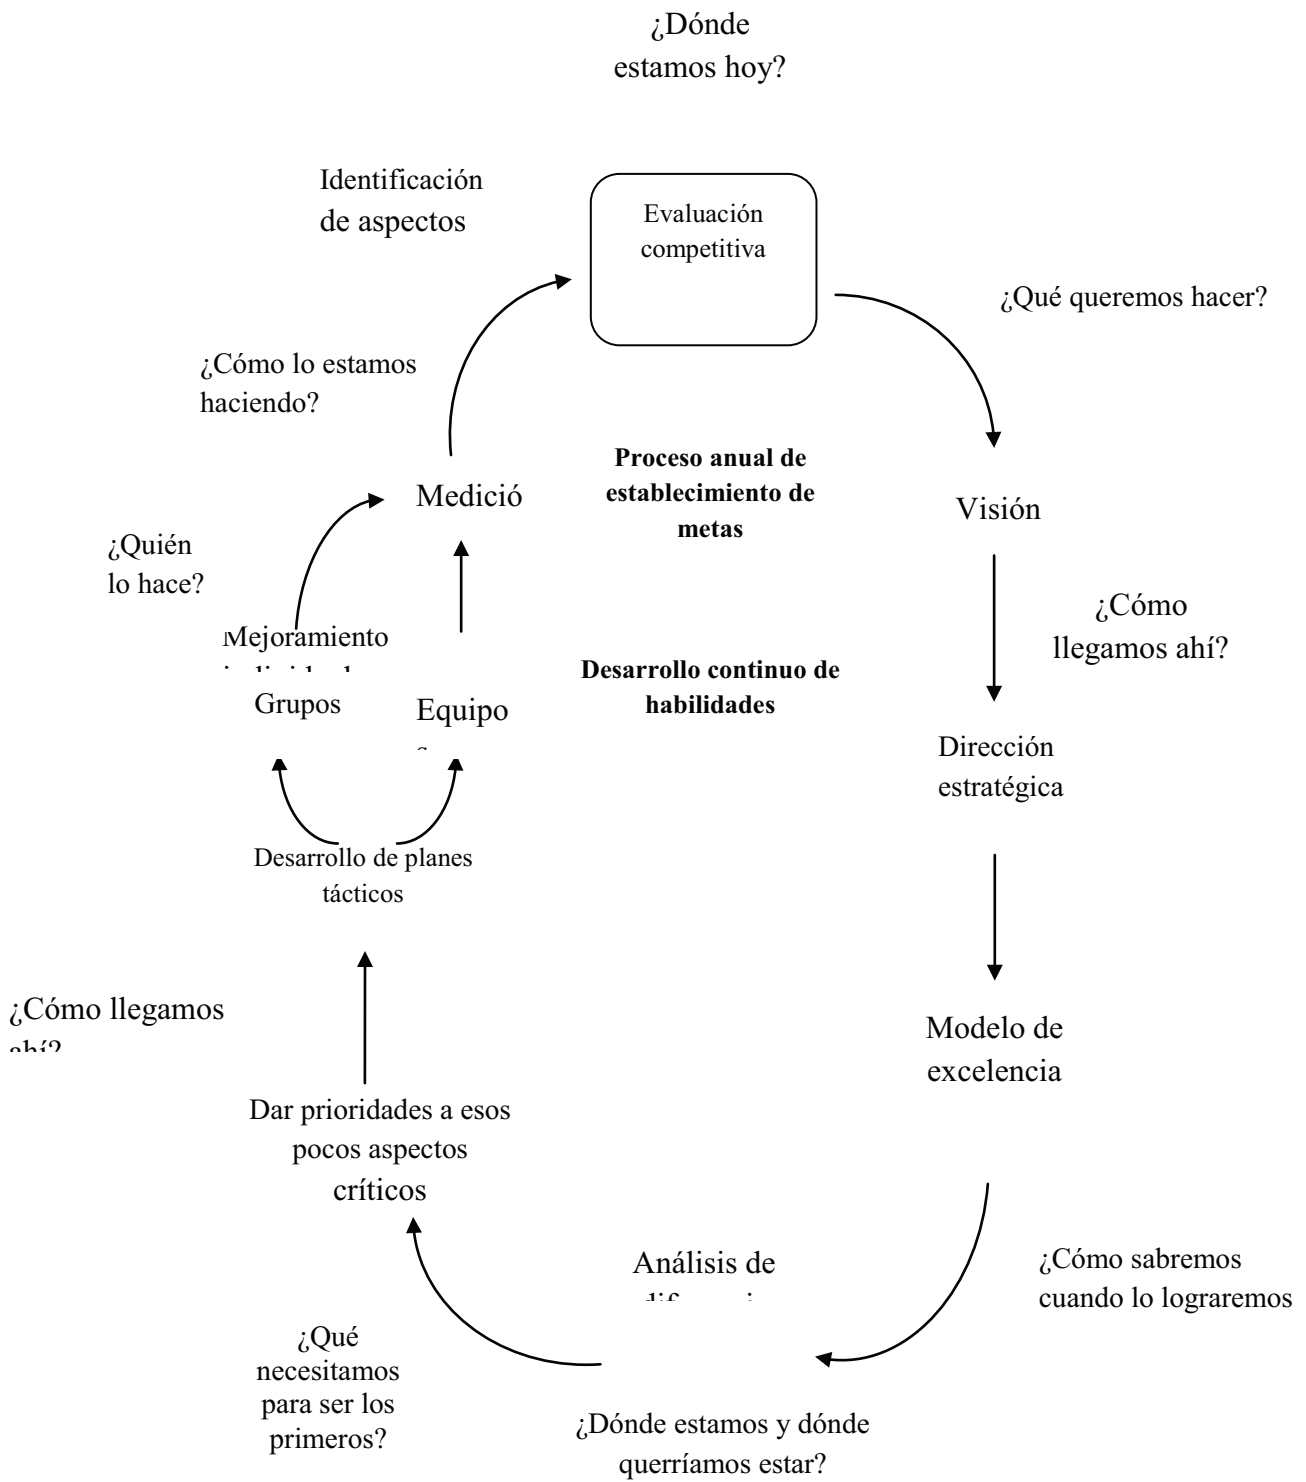 ¿Dónde
estamos hoy?
Identificación
de aspectos
Evaluación
competitiva
¿Qué queremos hacer?
¿Cómo lo estamos
haciendo?
Proceso anual de
establecimiento de
metas
Medició
Visión
¿Quién
lo hace?
¿Cómo
llegamos ahí?
Mejoramiento
Grupos
Equipo
Desarrollo continuo de
habilidades
Dirección
estratégica
Desarrollo de planes
tácticos
¿Cómo llegamos
ahí?
Modelo de
excelencia
Dar prioridades a esos
pocos aspectos
críticos
Análisis de
¿Cómo sabremos
cuando lo lograremos
¿Qué
necesitamos
para ser los
primeros?
¿Dónde estamos y dónde
querríamos estar?